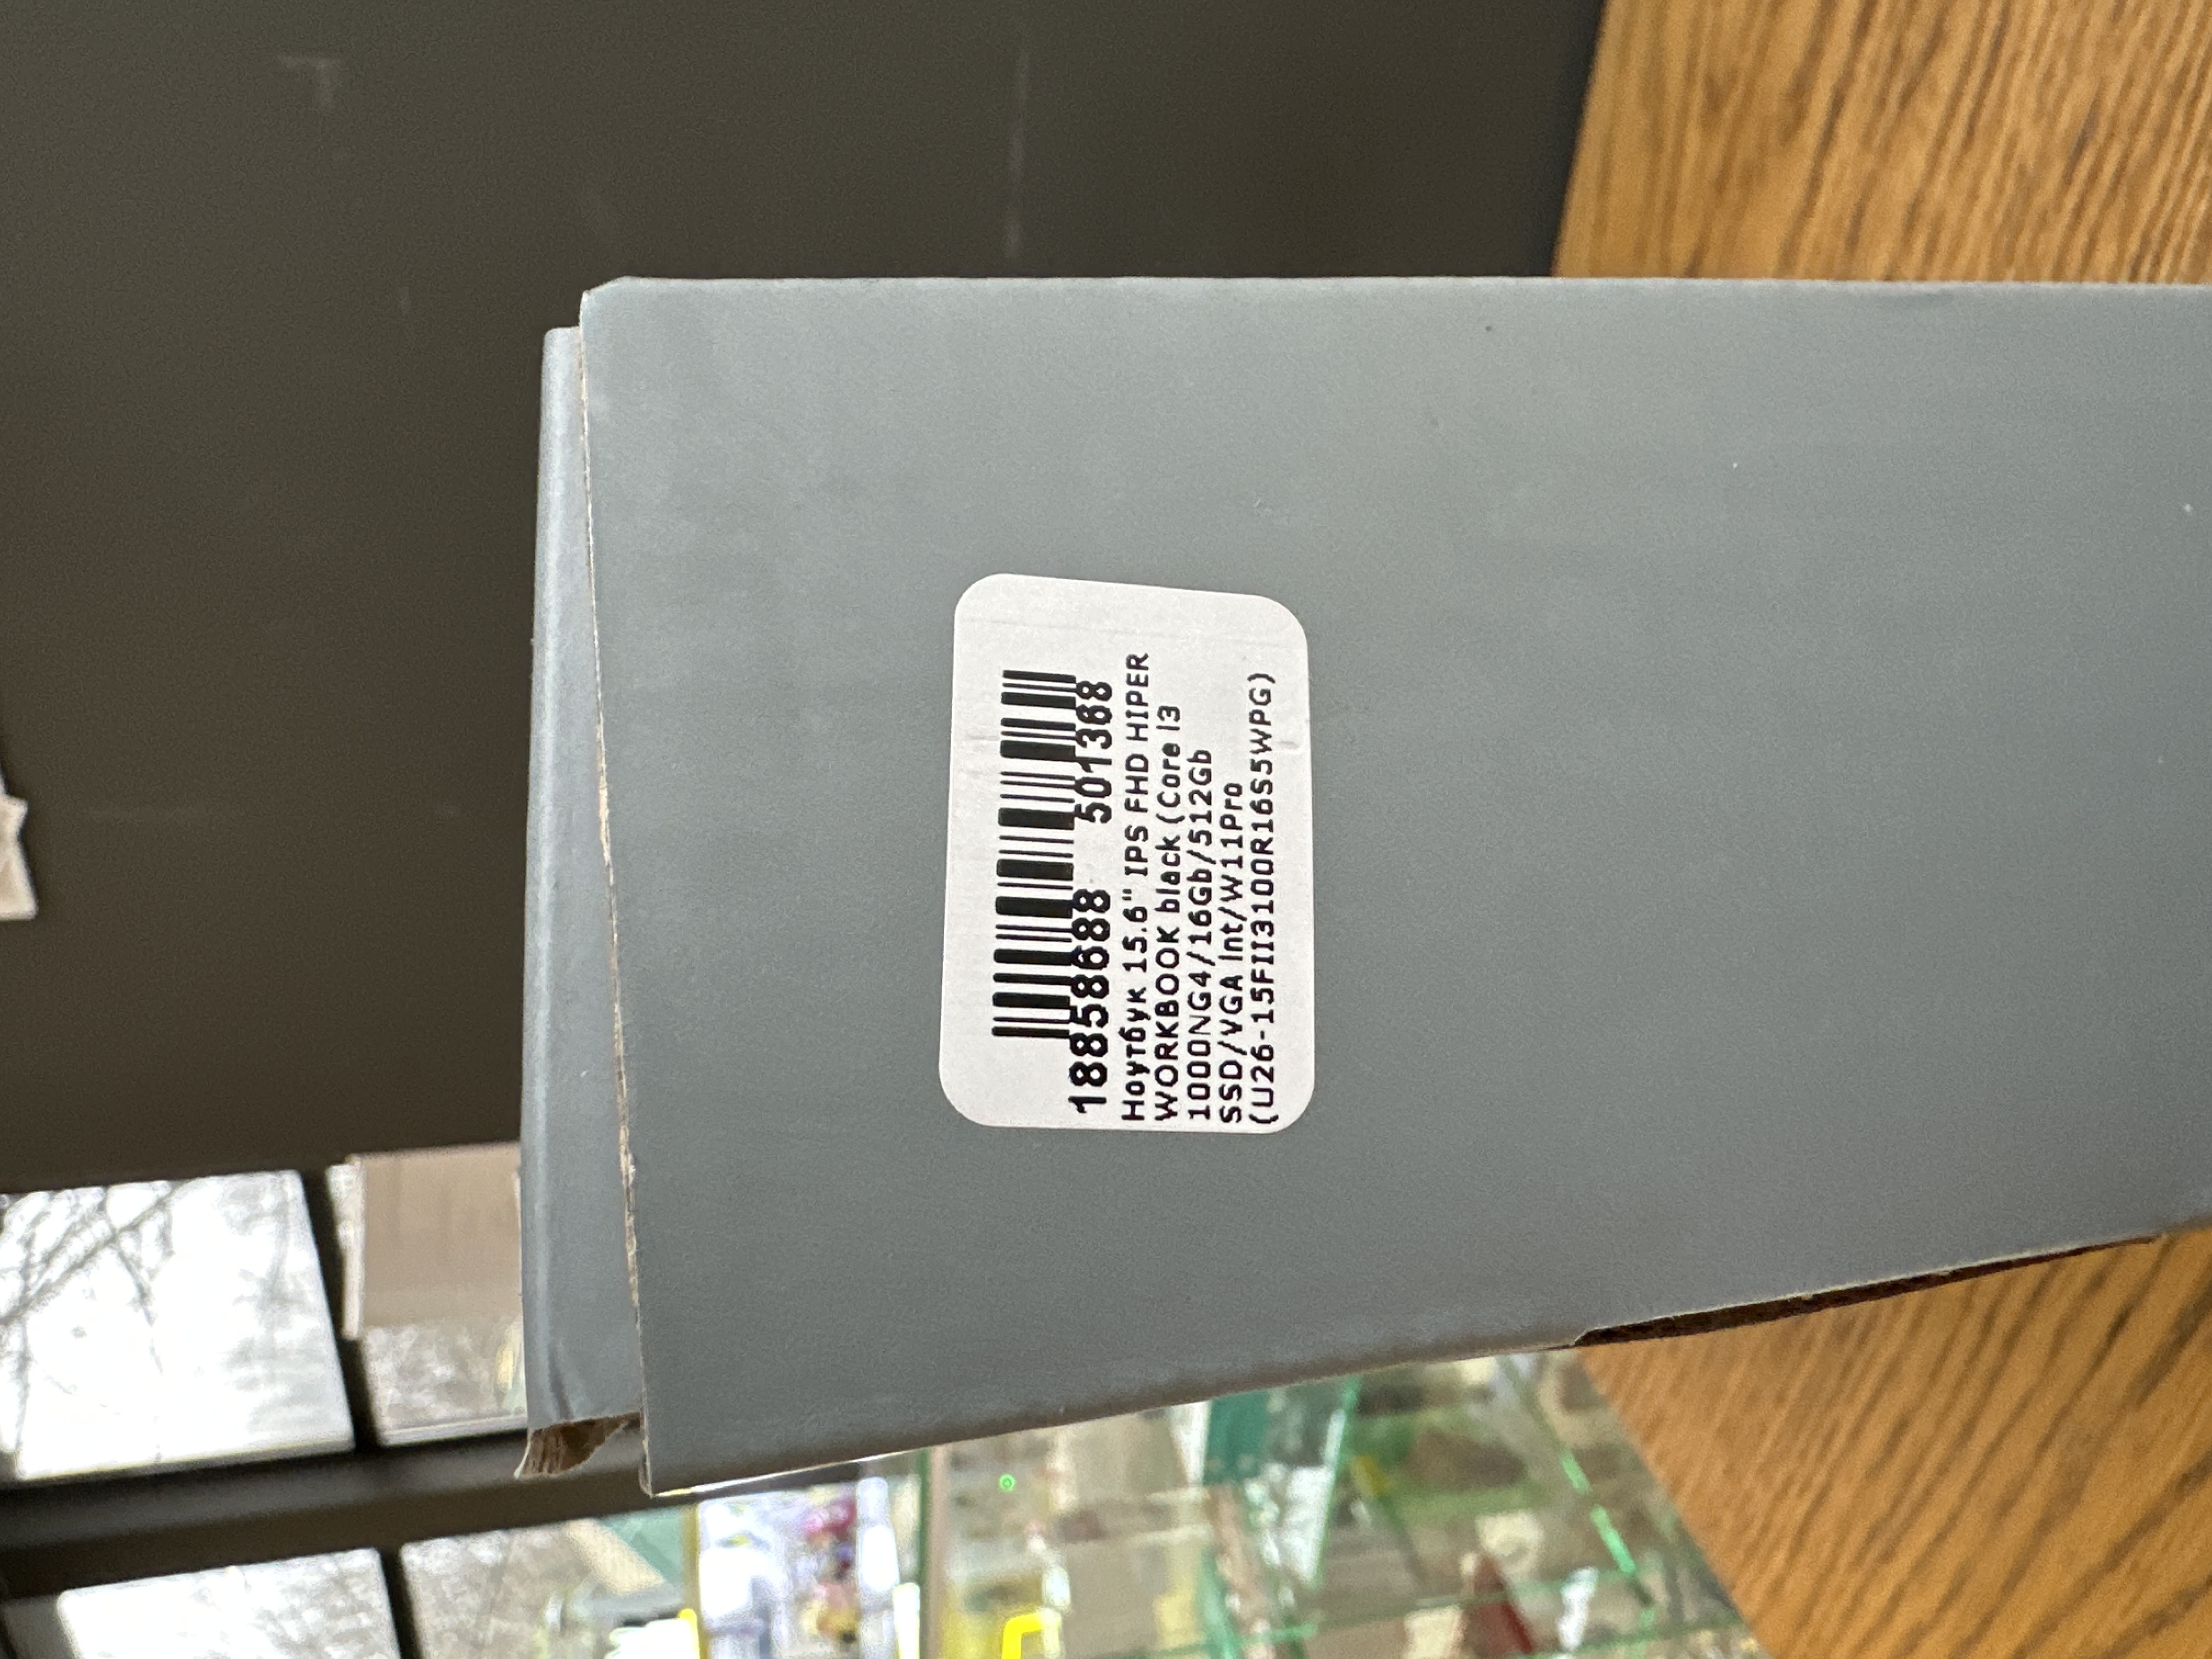 18858688 501368
Ноутбук 15.6" IPS FHD HIPER
WORKBOOK black (Core i3
1000NG4/16Gb/512Gb
SSD/VGA int/W11Pro
(U26-15FII3100R16S5WPG)